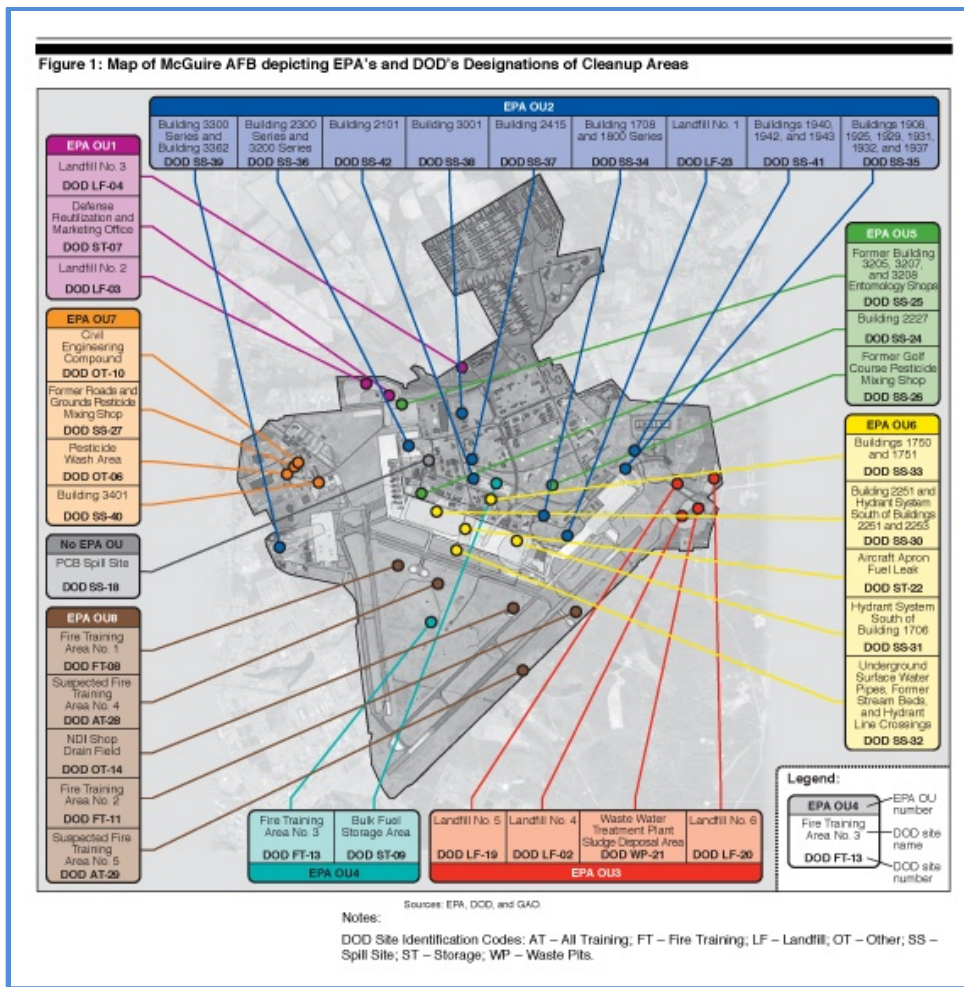 Figure 1: Map of McGuire AFB depicting EPA's and DOD's Designations of Cleanup Areas
EPA OU2
Building 3300
Series and
Building 3362
DOD SS-39
Building 2300
Series and
3200 Series
DOD SS-36
Building 2101
DOD SS-42
Building 3001
DOD SS-38
Building 2415
DOD SS-37
Building 1708
and 1800 Series
DOD SS-34
Landfill No. 1
DOD LF-23
Buildings 1940,
1942, and 1943
DOD SS-41
Buildings 1908,
1925, 1929, 1931,
1932, and 1937
DOD SS-35
EPA OU1
Landfill No. 3
DOD LF-04
Defense
Reutilization and
Marketing Office
DOD ST-07
Landfill No. 2
DOD LF-03
EPA OU7
Civil
Engineering
Compound
DOD OT-10
Former Roads and
Grounds Pesticide
Mixing Shop
DOD SS-27
Pesticide
Wash Area
DOD OT-06
Building 3401
DOD SS-40
No EPA OU
PCB Spill Site
DOD SS-18
EPA OU8
Fire Training
Area No. 1
DOD FT-08
Suspected Fire
Training
Area No. 4
DOD AT-28
NDI Shop
Drain Field
DOD OT-14
Fire Training
Area No. 2
DOD FT-11
Suspected Fire
Training
Area No. 5
DOD AT-29
EPA OU5
Former Building
3205, 3207,
and 3208
Entomology Shops
DOD SS-25
Building 2227
DOD SS-24
Former Golf
Course Pesticide
Mixing Shop
DOD SS-26
EPA OU6
Buildings 1750
and 1751
DOD SS-33
Building 2251 and
Hydrant System
South of Buildings
2251 and 2253
DOD SS-30
Aircraft Apron
Fuel Leak
DOD ST-22
Hydrant System
South of
Building 1706
DOD SS-31
Underground
Surface Water
Pipes, Former
Stream Beds,
and Hydrant
Line Crossings
DOD SS-32
Fire Training
Area No. 3
DOD FT-13
Bulk Fuel
Storage Area
DOD ST-09
EPA OU4
Landfill No. 5
DOD LF-19
Landfill No. 4
DOD LF-02
Waste Water
Treatment Plant
Sludge Disposal Area
DOD WP-21
Landfill No. 6
DOD LF-20
EPA OU3
Legend:
EPA OU4
Fire Training
Area No. 3
DOD FT-13
EPA OU
number
DOD site
name
DOD site
number
Sources: EPA, DOD, and GAO.
Notes:
DOD Site Identification Codes: AT – All Training; FT – Fire Training; LF – Landfill; OT – Other; SS –
Spill Site; ST – Storage; WP – Waste Pits.